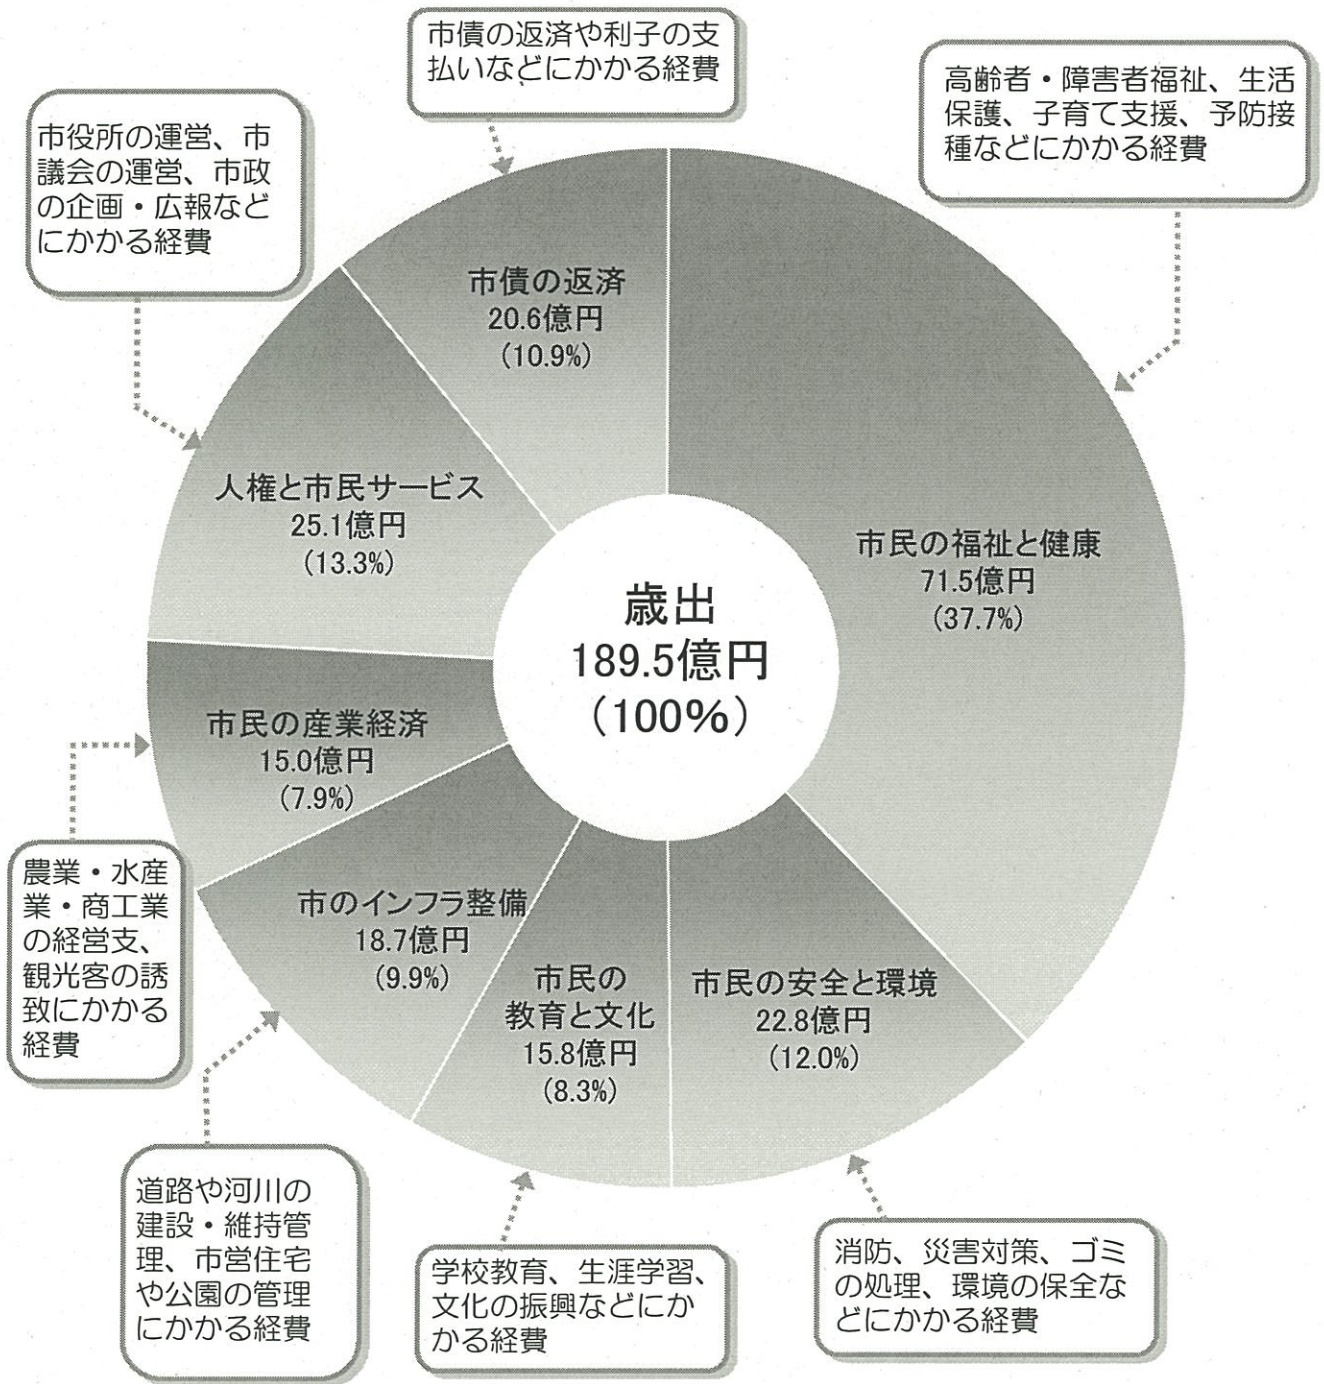 市債の返済や利子の支
払いなどにかかる経費
高齢者・障害者福祉、生活
保護、子育て支援、予防接
種などにかかる経費
市役所の運営、市
議会の運営、市政
の企画・広報など
にかかる経費
市債の返済
20.6億円
(10.9%)
人権と市民サービス
25.1億円
(13.3%)
市民の福祉と健康
71.5億円
(37.7%)
歳出
189.5億円
(100%)
市民の産業経済
15.0億円
(7.9%)
農業・水産
業・商工業
の経営支、
観光客の誘
致にかかる
経費
市のインフラ整備
18.7億円
(9.9%)
市民の
教育と文化
15.8億円
(8.3%)
市民の安全と環境
22.8億円
(12.0%)
道路や河川の
建設・維持管
理、市営住宅
や公園の管理
にかかる経費
学校教育、生涯学習、
文化の振興などにか
かる経費
消防、災害対策、ゴミ
の処理、環境の保全な
どにかかる経費